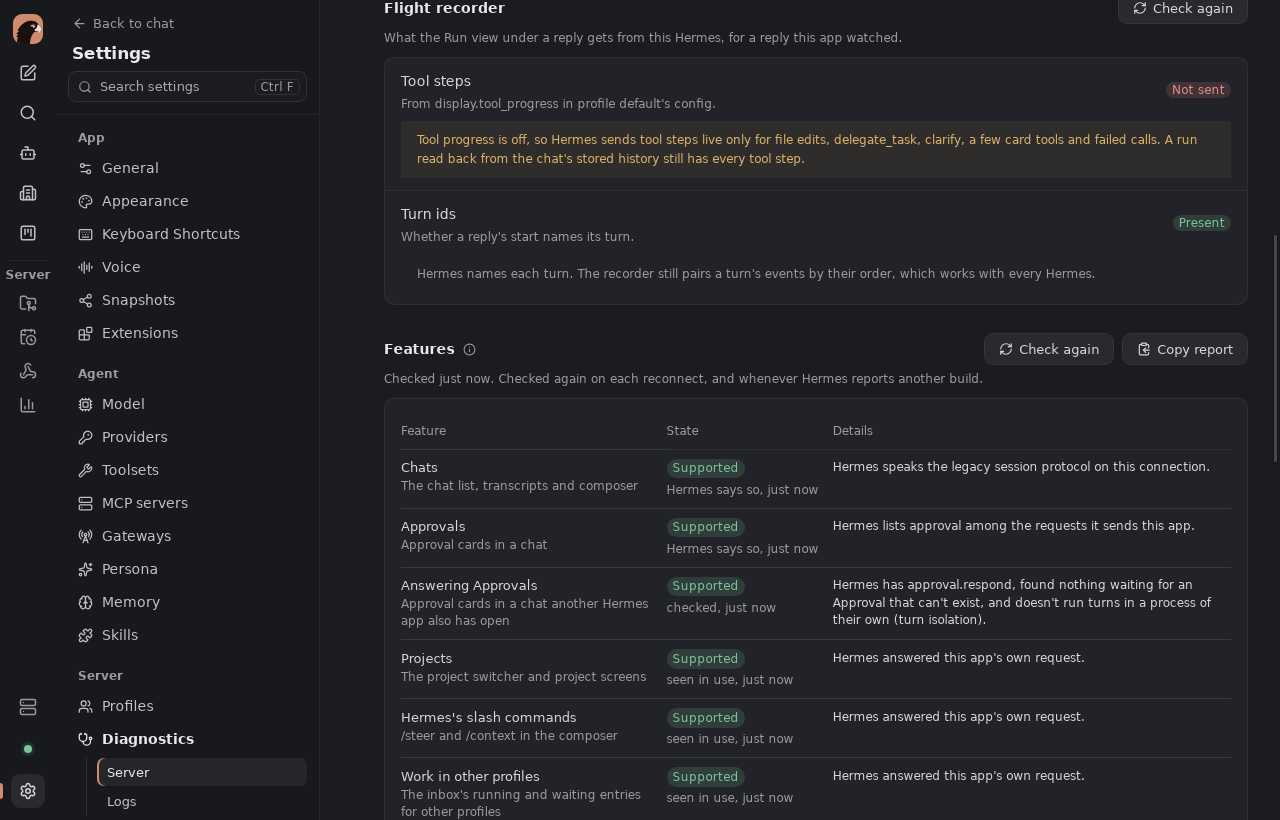 Back to chat
Settings
Search settings
Ctrl F
App
General
Appearance
Keyboard Shortcuts
Voice
Snapshots
Extensions
Agent
Model
Providers
Toolsets
MCP servers
Gateways
Persona
Memory
Skills
Server
Profiles
Diagnostics
Server
Logs
Server
Flight recorder
Check again
What the Run view under a reply gets from this Hermes, for a reply this app watched.
Tool steps
From display.tool_progress in profile default's config.
Not sent
Tool progress is off, so Hermes sends tool steps live only for file edits, delegate_task, clarify, a few card tools and failed calls. A run
read back from the chat's stored history still has every tool step.
Turn ids
Whether a reply's start names its turn.
Present
Hermes names each turn. The recorder still pairs a turn's events by their order, which works with every Hermes.
Features
Check again
Copy report
Checked just now. Checked again on each reconnect, and whenever Hermes reports another build.
Feature
State
Details
Chats
The chat list, transcripts and composer
Supported
Hermes says so, just now
Hermes speaks the legacy session protocol on this connection.
Approvals
Approval cards in a chat
Supported
Hermes says so, just now
Hermes lists approval among the requests it sends this app.
Answering Approvals
Approval cards in a chat another Hermes
app also has open
Supported
checked, just now
Hermes has approval.respond, found nothing waiting for an
Approval that can't exist, and doesn't run turns in a process of
their own (turn isolation).
Projects
The project switcher and project screens
Supported
seen in use, just now
Hermes answered this app's own request.
Hermes's slash commands
/steer and /context in the composer
Supported
seen in use, just now
Hermes answered this app's own request.
Work in other profiles
The inbox's running and waiting entries
for other profiles
Supported
seen in use, just now
Hermes answered this app's own request.